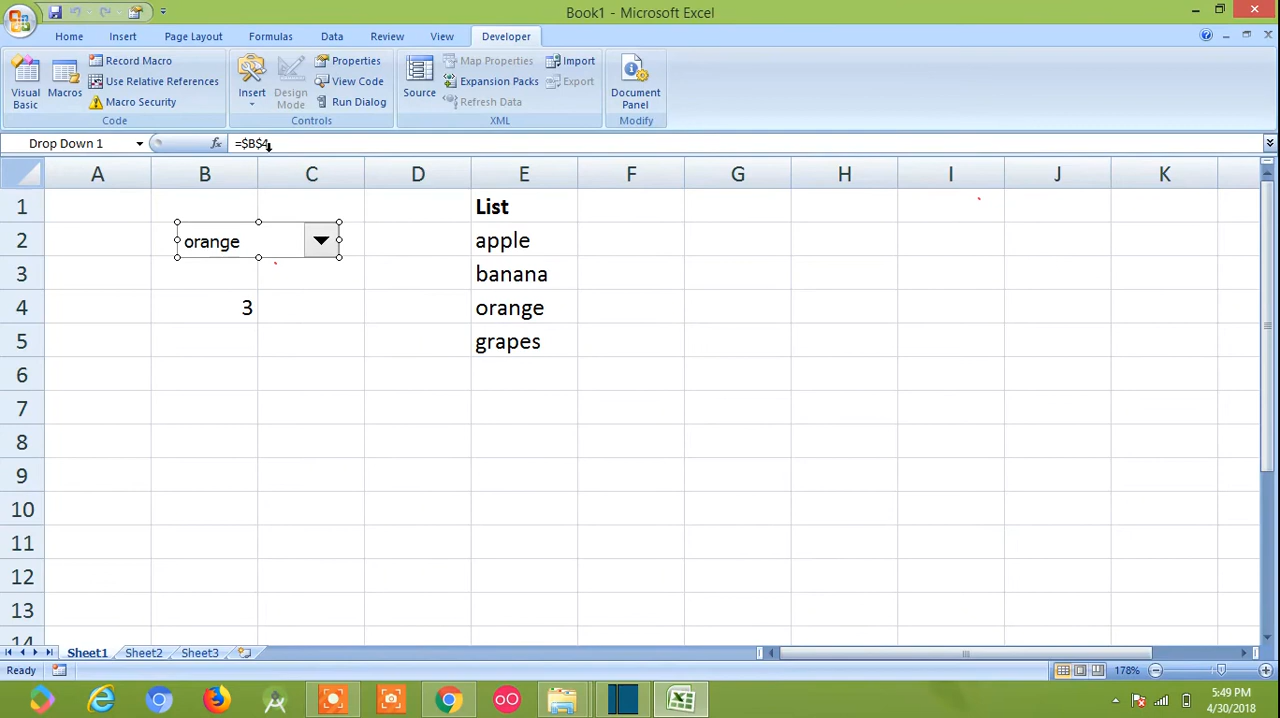 Book1 - Microsoft Excel
Home Insert Page Layout Formulas Data Review View Developer
Visual Basic
Macros
Record Macro
Use Relative References
Macro Security
Code
Insert
Design Mode
Properties
View Code
Run Dialog
Controls
Source
Map Properties
Expansion Packs
Refresh Data
Import
Export
XML
Document Panel
Modify
Drop Down 1 fx =$B$4
A B C D E F G H I J K
1 List
2 orange apple
3 banana
4 3 orange
5 grapes
6
7
8
9
10
11
12
13
14
Sheet1 Sheet2 Sheet3
Ready 178%
5:49 PM
4/30/2018